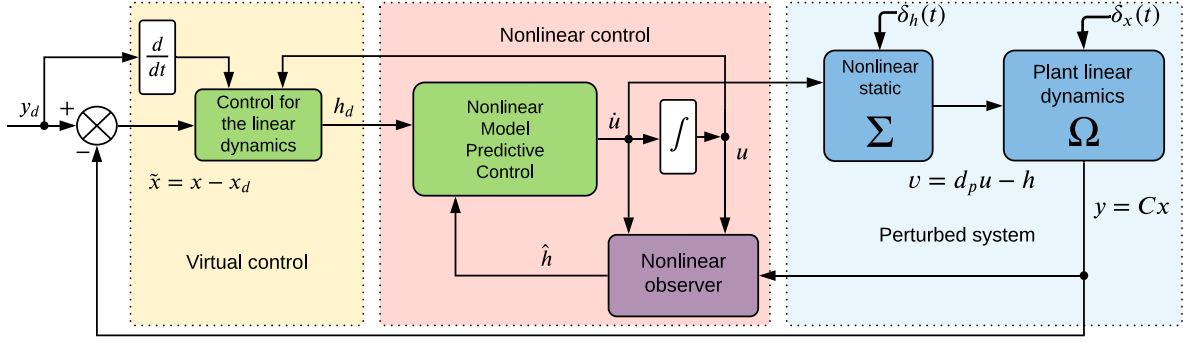 y_d
+
−
d
dt
Control for
the linear
dynamics
x̃ = x − x_d
Virtual control
h_d
Nonlinear control
Nonlinear
Model
Predictive
Control
u̇
∫
u
ĥ
Nonlinear
observer
δ_h(t)
δ_x(t)
Nonlinear
static
Σ
Plant linear
dynamics
Ω
v = d_p u − h
y = Cx
Perturbed system